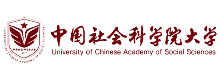 中国社会科学院大学
University of Chinese Academy of Social Sciences